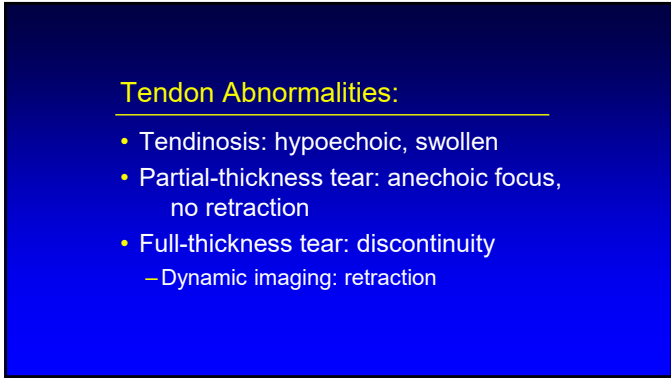 Tendon Abnormalities:
• Tendinosis: hypoechoic, swollen
• Partial-thickness tear: anechoic focus,
no retraction
• Full-thickness tear: discontinuity
–Dynamic imaging: retraction